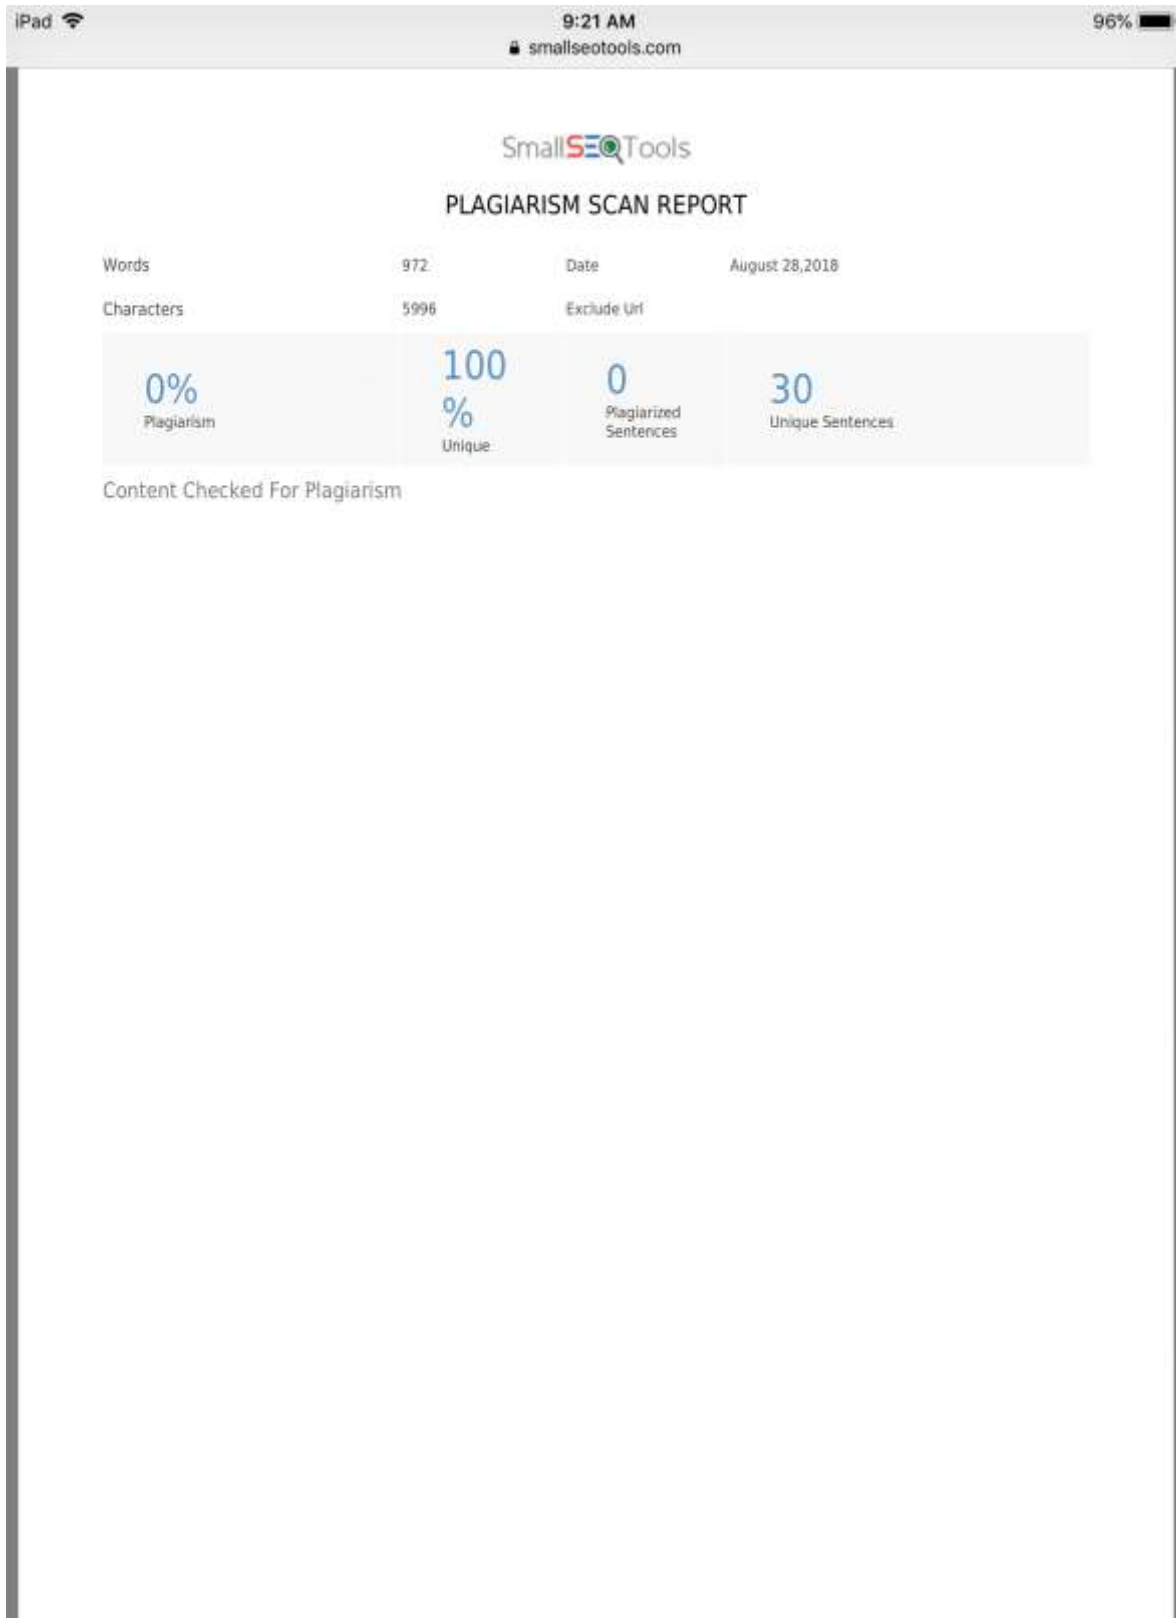 iPad 9:21 AM 96%
smallseotools.com
SmallSEOTools
PLAGIARISM SCAN REPORT
Words 972 Date August 28,2018
Characters 5996 Exclude Url
0% Plagiarism
100 % Unique
0 Plagiarized Sentences
30 Unique Sentences
Content Checked For Plagiarism